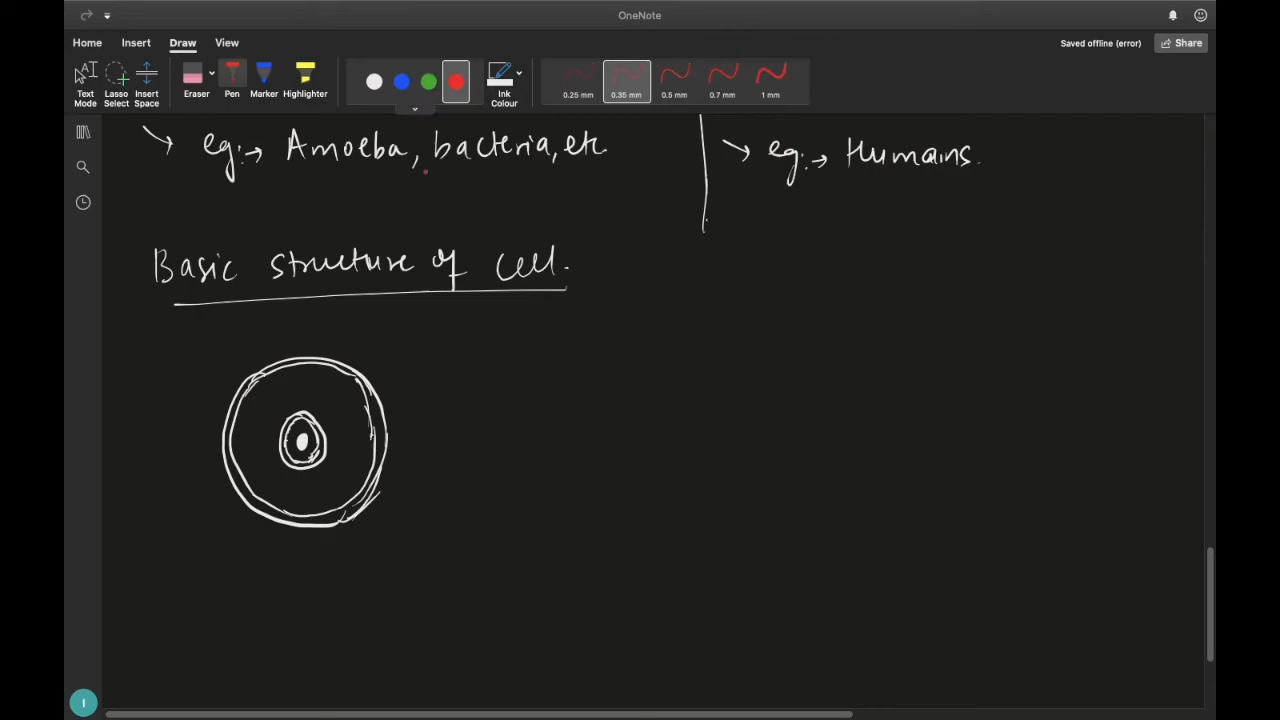 OneNote
Home Insert Draw View
Saved offline (error) Share
Text Mode
Lasso Select
Insert Space
Eraser
Pen
Marker
Highlighter
Ink Colour
0.25 mm 0.35 mm 0.5 mm 0.7 mm 1 mm
eg:→ Amoeba, bacteria, etc
eg:→ Humans.
Basic structure of cell.
I